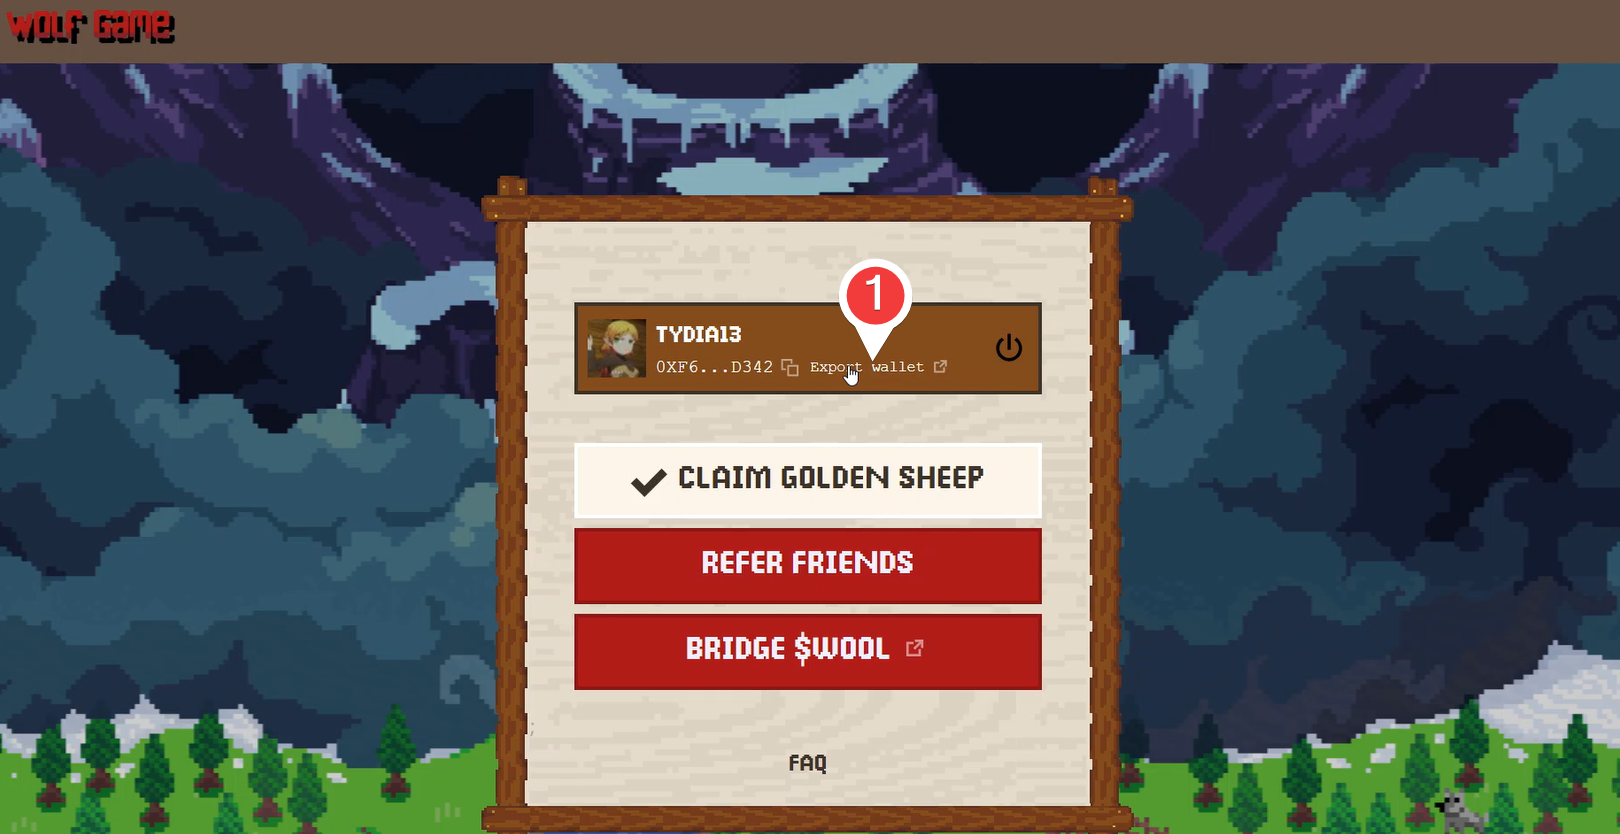 WOLF GAME
1
TYDIA13
0XF6...D342 Export wallet
CLAIM GOLDEN SHEEP
REFER FRIENDS
BRIDGE $WOOL
FAQ